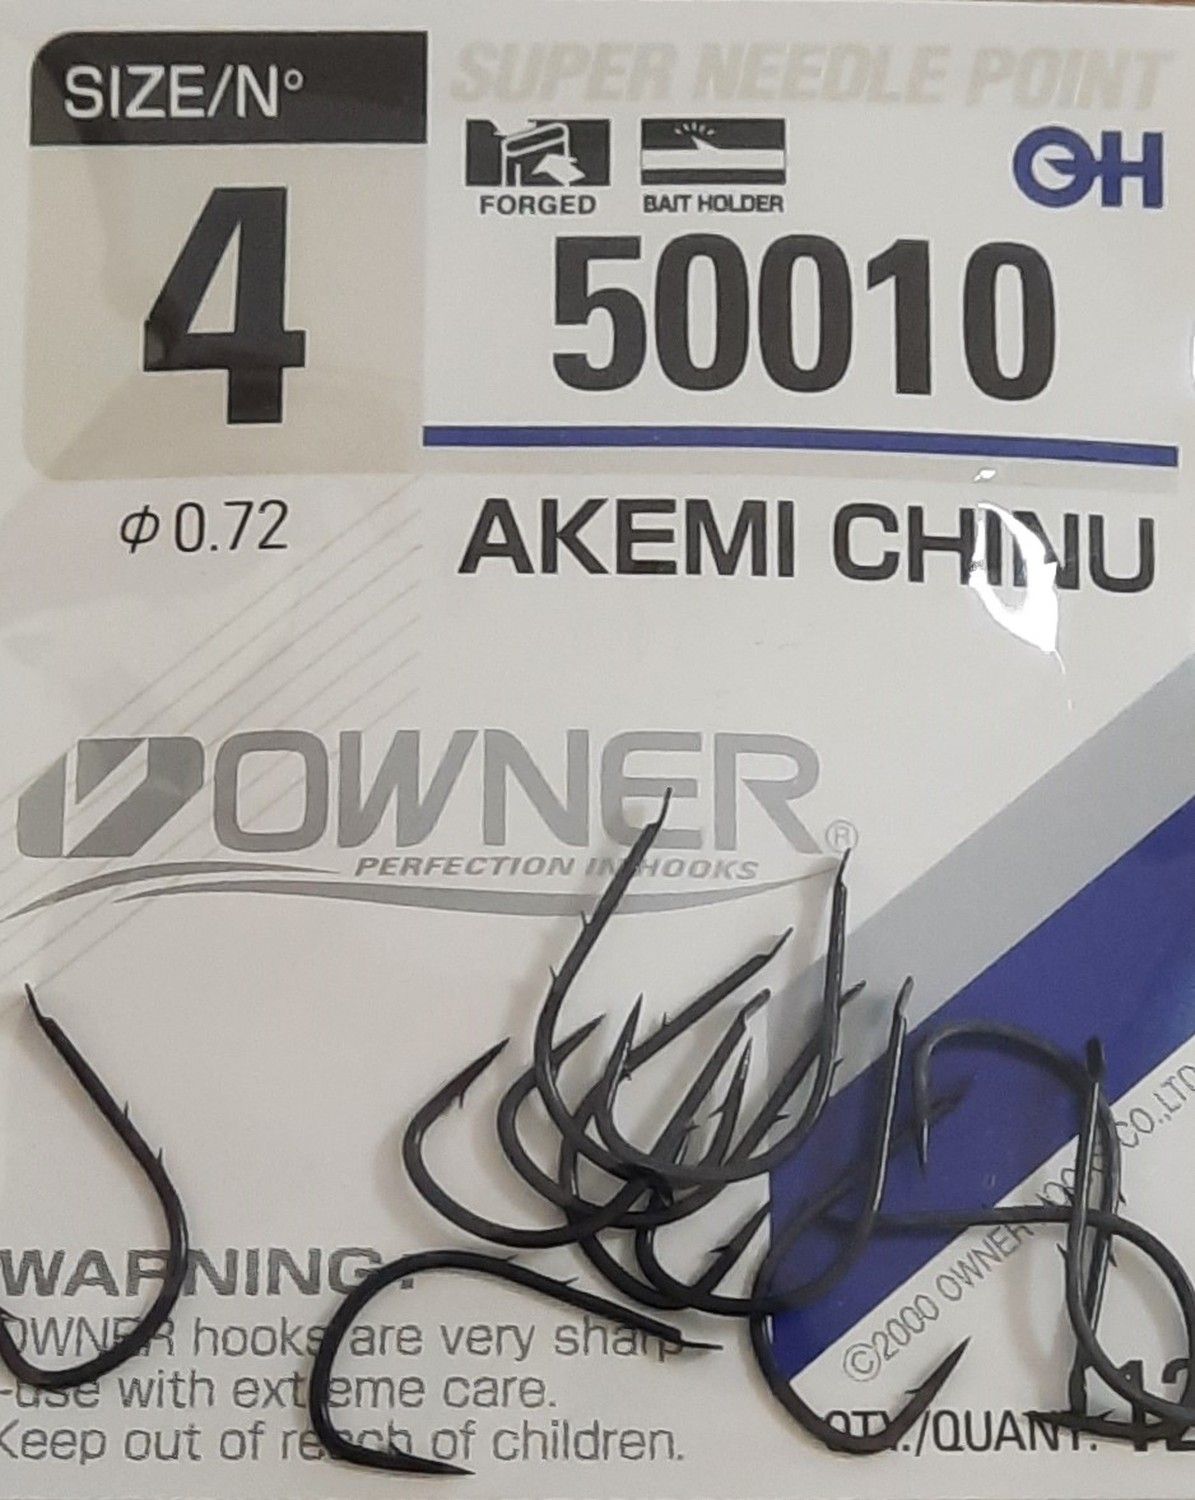 SIZE/N°
SUPER NEEDLE POINT
4
FORGED
BAIT HOLDER
OH
50010
φ0.72
AKEMI CHINU
OWNER®
PERFECTION IN HOOKS
WARNING:
OWNER hooks are very sharp
-use with extreme care.
Keep out of reach of children.
©2000 OWNER CO.,LTD
QTY./QUANT. 12